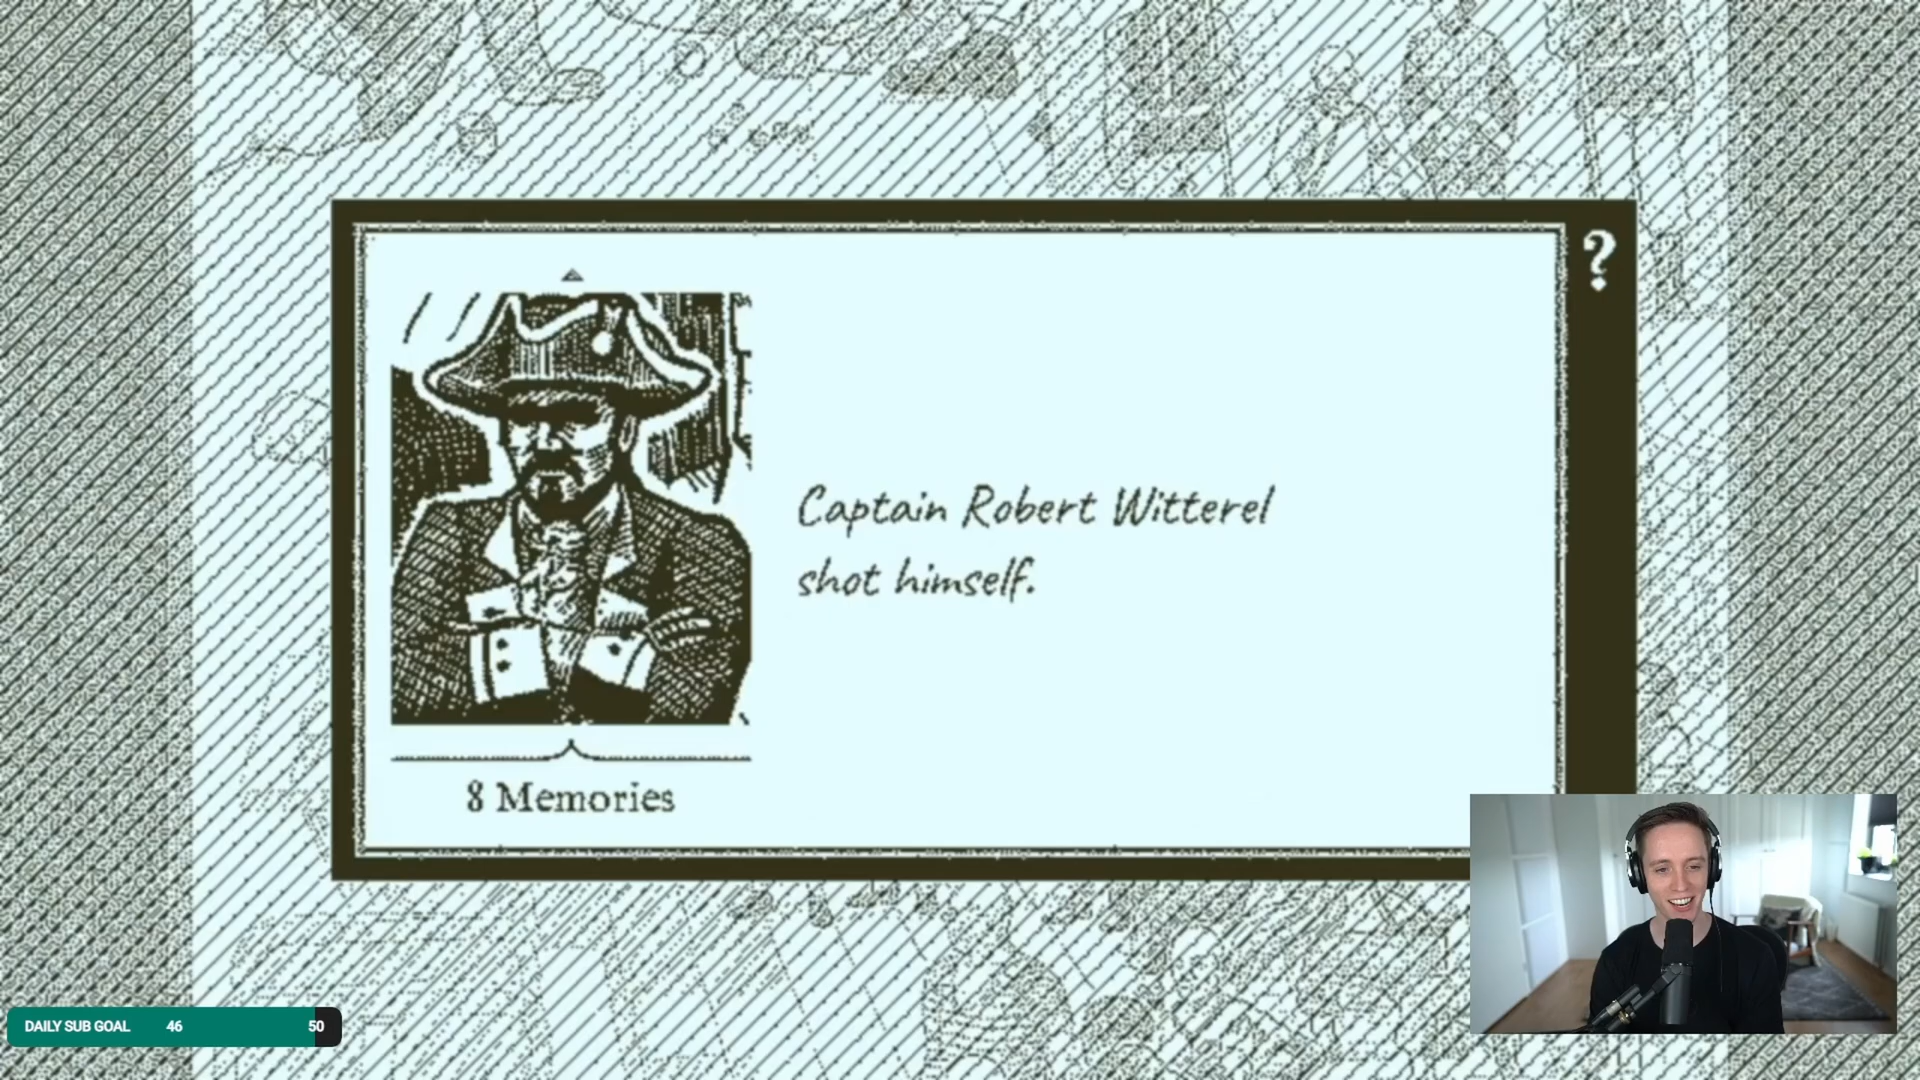 ?
Captain Robert Witterel
shot himself.
8 Memories
DAILY SUB GOAL 46 50